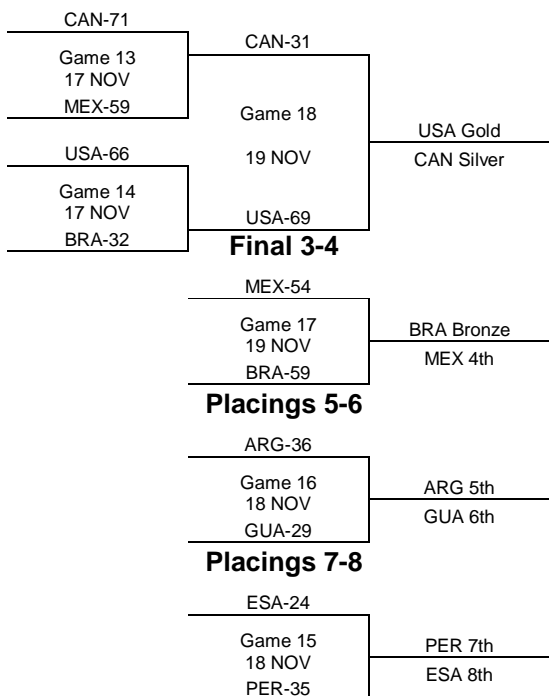 CAN-71
Game 13
17 NOV
MEX-59
CAN-31
Game 18
19 NOV
USA-69
USA-66
Game 14
17 NOV
BRA-32
USA Gold
CAN Silver
Final 3-4
MEX-54
Game 17
19 NOV
BRA-59
BRA Bronze
MEX 4th
Placings 5-6
ARG-36
Game 16
18 NOV
GUA-29
ARG 5th
GUA 6th
Placings 7-8
ESA-24
Game 15
18 NOV
PER-35
PER 7th
ESA 8th